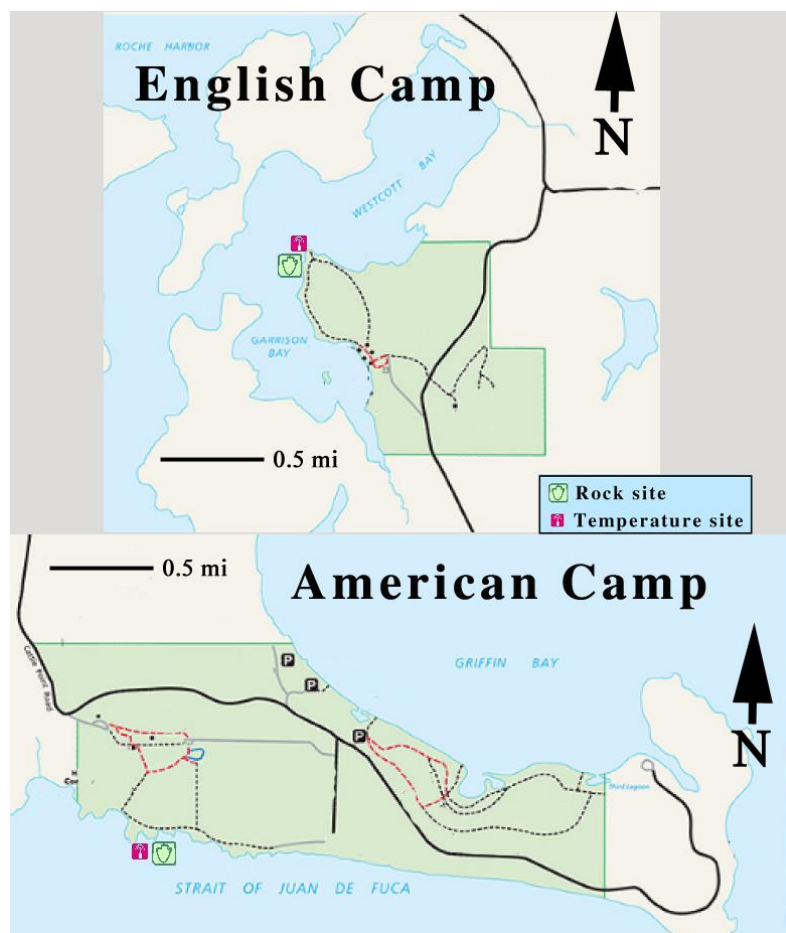 ROCHE HARBOR
English Camp
N
WESTCOTT BAY
GARRISON
BAY
0.5 mi
Rock site
Temperature site
0.5 mi
American Camp
Cattle Point Road
P
P
GRIFFIN BAY
P
N
H
Co
Third Lagoon
STRAIT OF JUAN DE FUCA